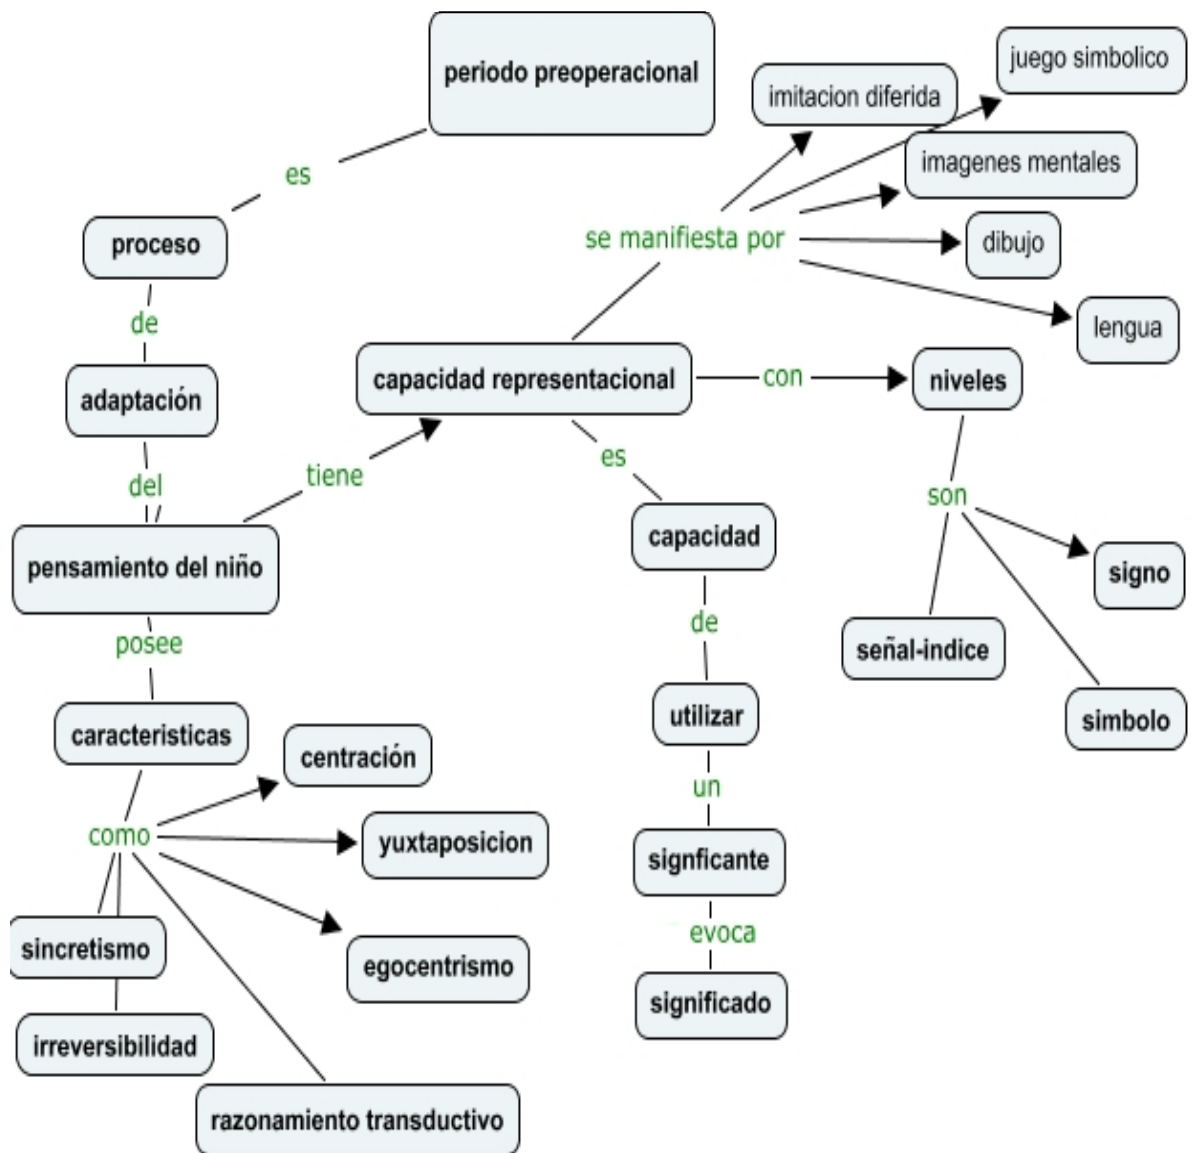 periodo preoperacional
juego simbolico
imitacion diferida
imagenes mentales
es
se manifiesta por
proceso
dibujo
de
lengua
adaptación
capacidad representacional
con
niveles
del
tiene
es
son
pensamiento del niño
capacidad
signo
posee
de
señal-indice
caracteristicas
utilizar
simbolo
centración
un
como
yuxtaposicion
signficante
sincretismo
egocentrismo
evoca
irreversibilidad
significado
razonamiento transductivo